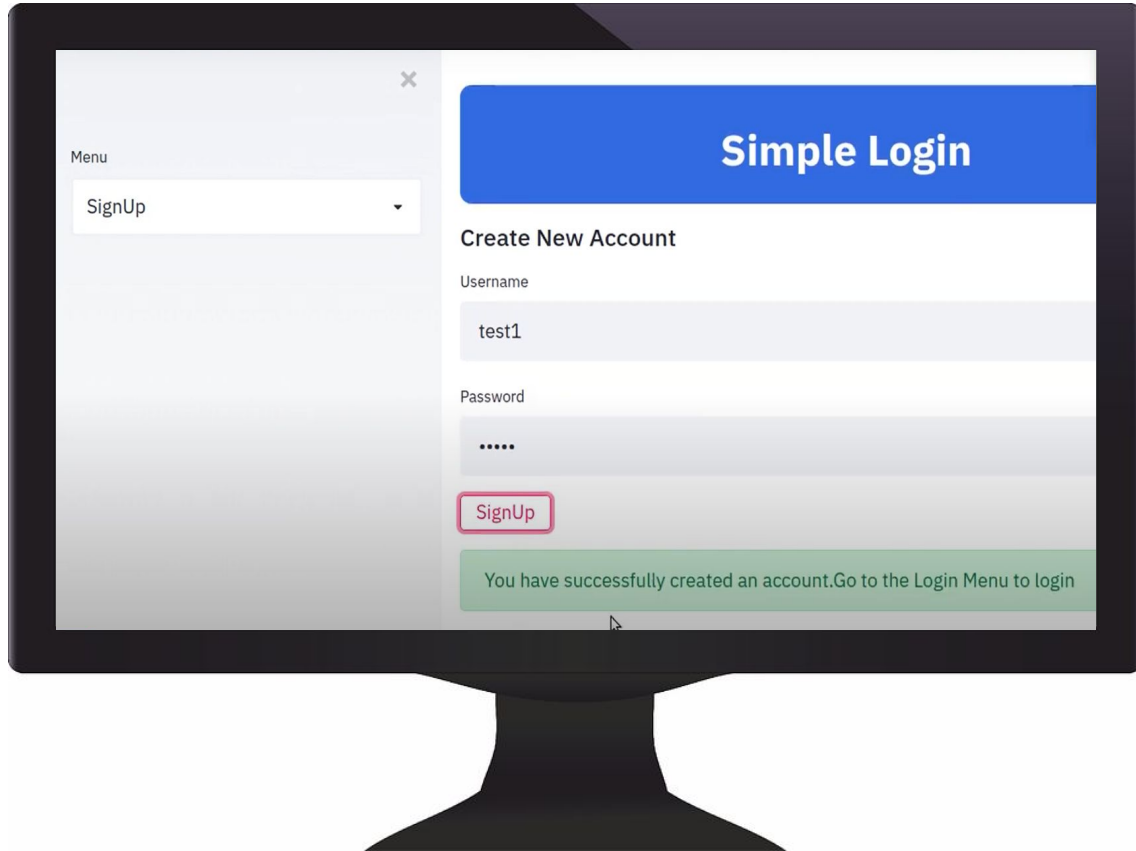 Menu
SignUp
Simple Login
Create New Account
Username
test1
Password
•••••
SignUp
You have successfully created an account.Go to the Login Menu to login